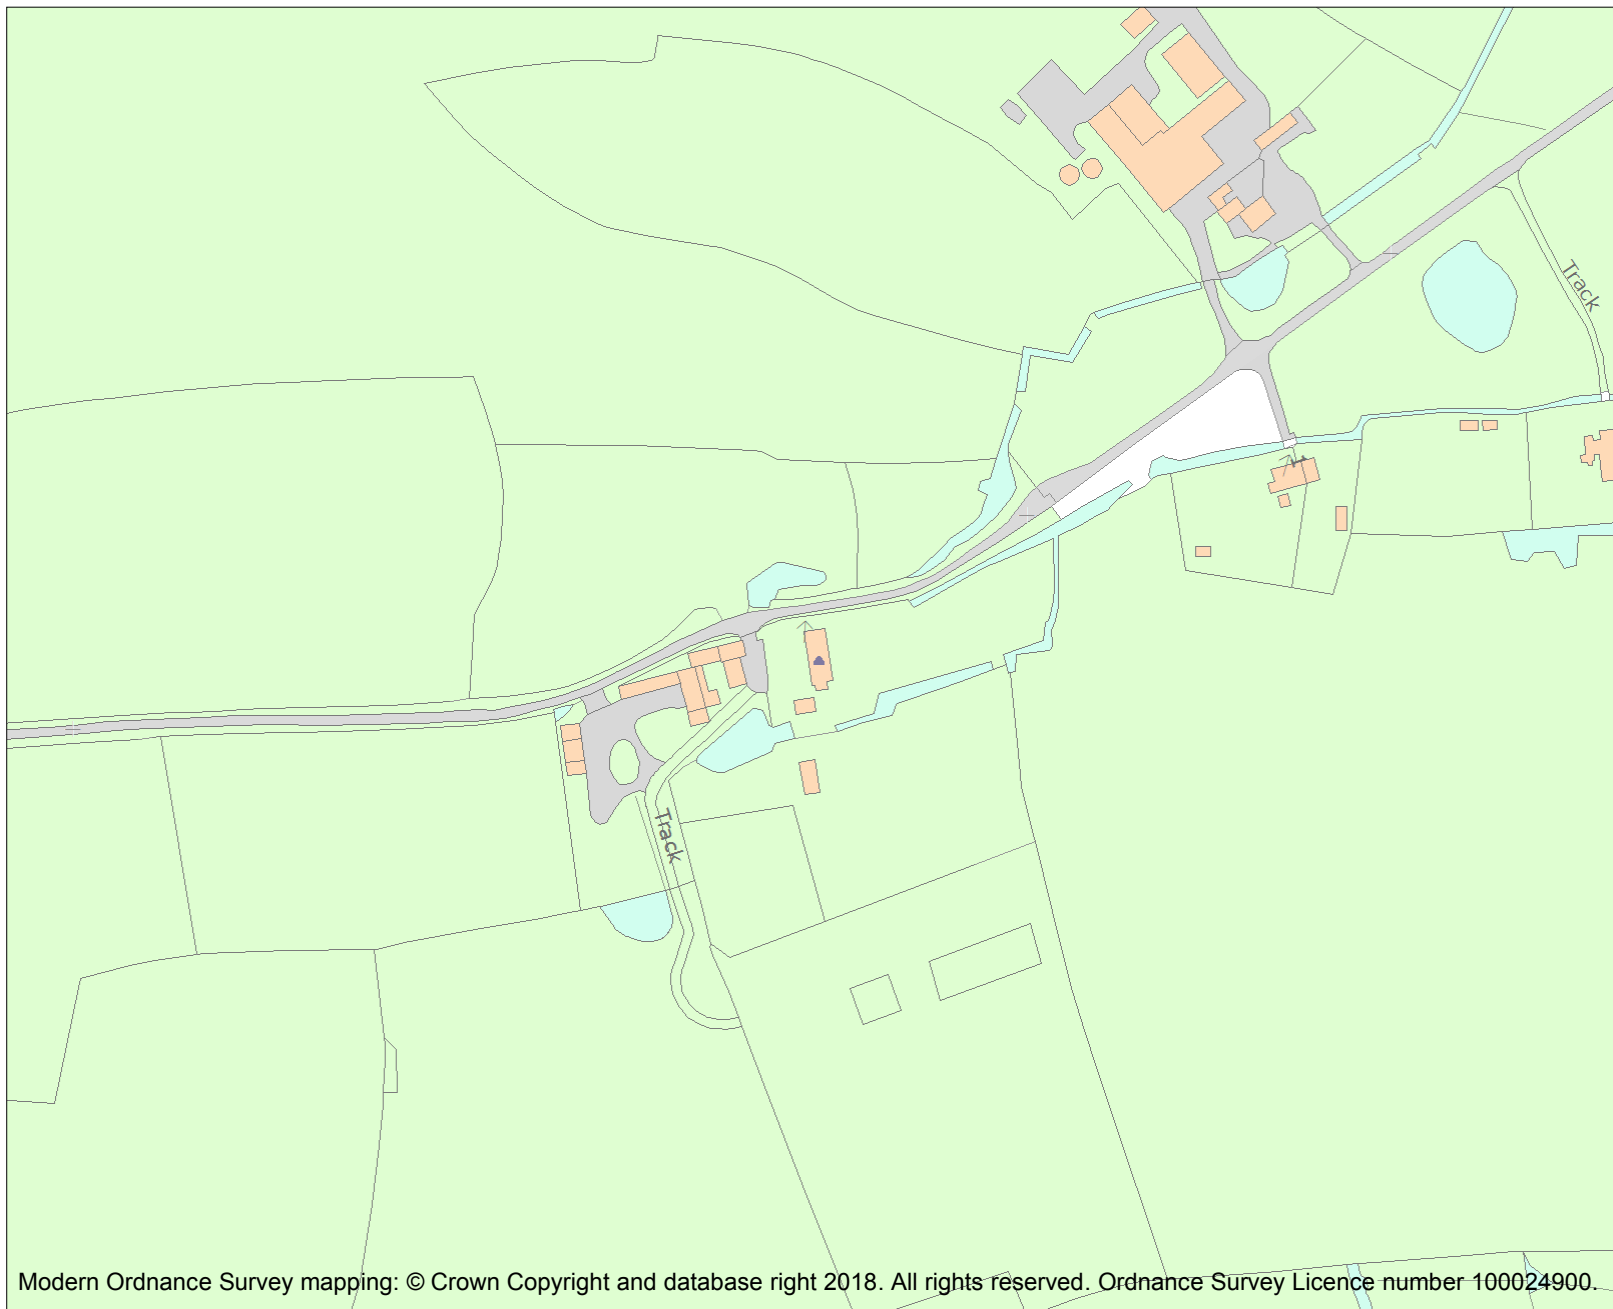 Track
Track
Modern Ordnance Survey mapping: © Crown Copyright and database right 2018. All rights reserved. Ordnance Survey Licence number 100024900.